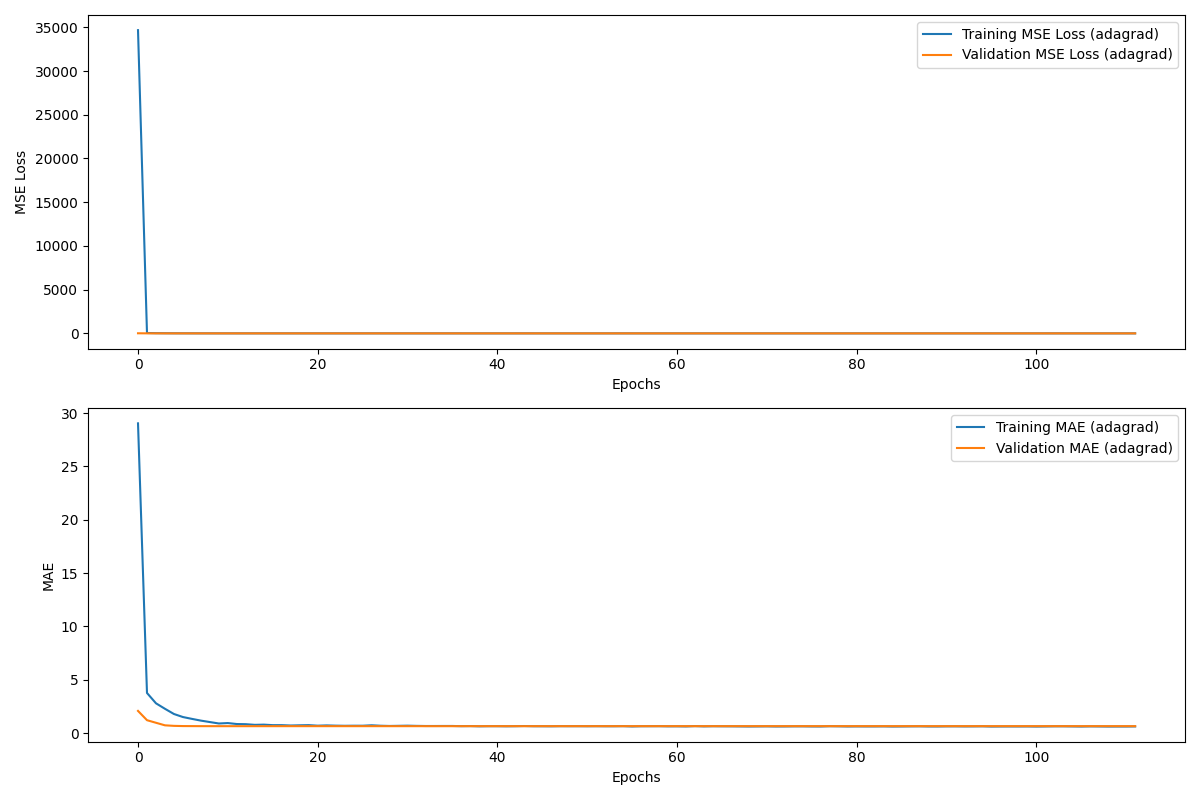 35000
30000
25000
20000
15000
10000
5000
0
MSE Loss
Training MSE Loss (adagrad)
Validation MSE Loss (adagrad)
0 20 40 60 80 100
Epochs
30
25
20
15
10
5
0
MAE
Training MAE (adagrad)
Validation MAE (adagrad)
0 20 40 60 80 100
Epochs